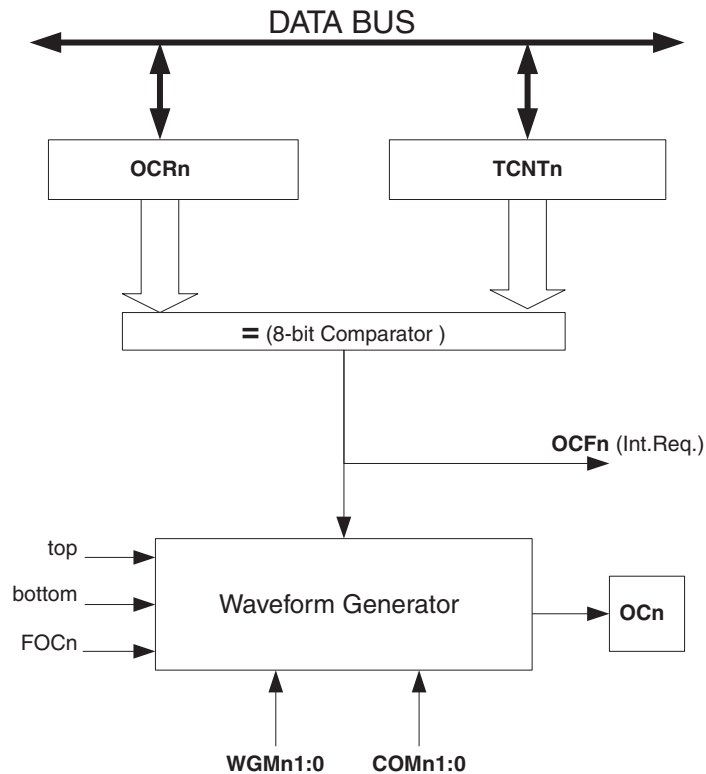 DATA BUS
OCRn
TCNTn
= (8-bit Comparator )
OCFn (Int.Req.)
top
bottom
FOCn
Waveform Generator
OCn
WGMn1:0
COMn1:0